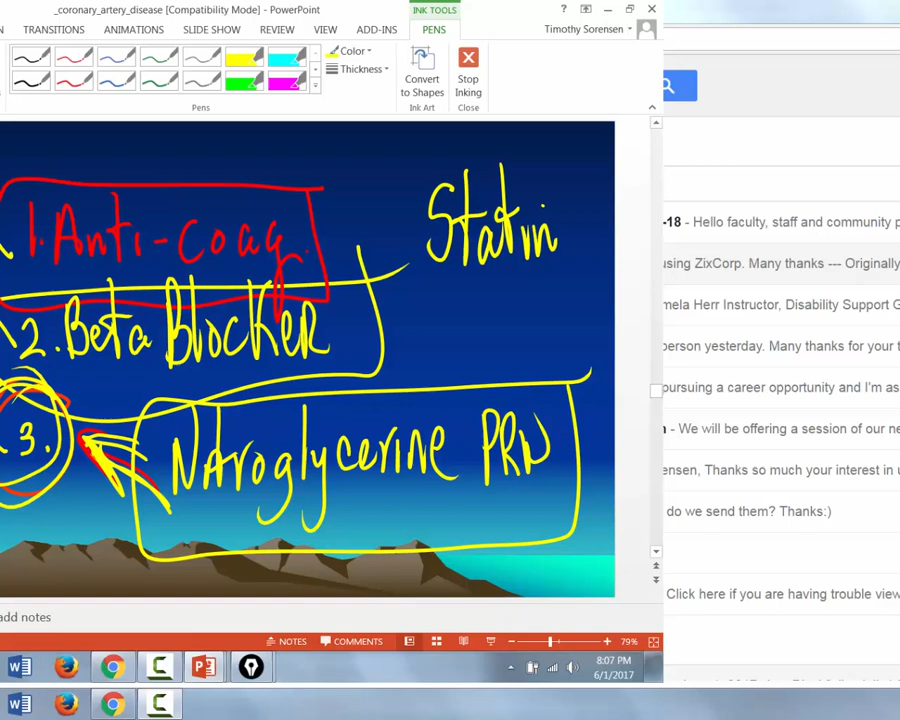 _coronary_artery_disease [Compatibility Mode] - PowerPoint
INK TOOLS
TRANSITIONS ANIMATIONS SLIDE SHOW REVIEW VIEW ADD-INS PENS
Timothy Sorensen
Color
Thickness
Convert to Shapes
Stop Inking
Pens
Ink Art
Close
Statin
1. Anti-coag.
2. Beta Blocker
3. Nitroglycerine PRN
add notes
NOTES COMMENTS 79%
8:07 PM
6/1/2017
-18 - Hello faculty, staff and community p
using ZixCorp. Many thanks --- Originally
mela Herr Instructor, Disability Support G
person yesterday. Many thanks for your t
pursuing a career opportunity and I'm as
n - We will be offering a session of our ne
ensen, Thanks so much your interest in u
do we send them? Thanks:)
Click here if you are having trouble view